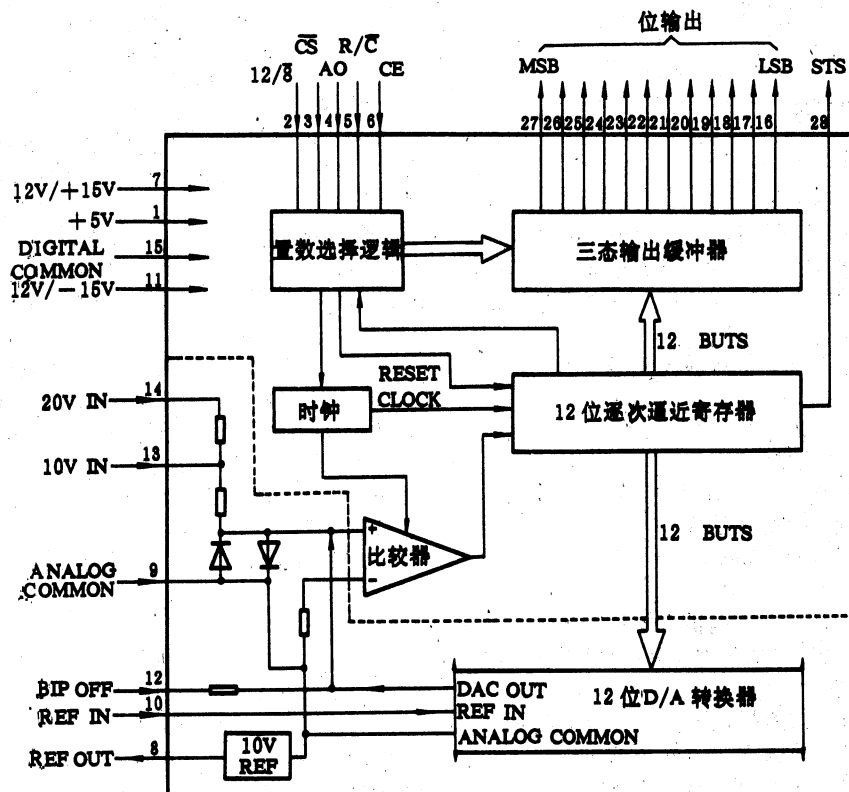 位输出
CS R/C
12/8 AO CE
MSB LSB STS
2 3 4 5 6
27 26 25 24 23 22 21 20 19 18 17 16 28
12V/+15V 7
+5V 1
DIGITAL COMMON 15
12V/-15V 11
置数选择逻辑
三态输出缓冲器
12 BUTS
RESET
CLOCK
时钟
12位逐次逼近寄存器
20V IN 14
10V IN 13
12 BUTS
+
比较器
-
ANALOG COMMON 9
BIP OFF 12
REF IN 10
REF OUT 8
10V REF
DAC OUT
REF IN
ANALOG COMMON
12位D/A转换器